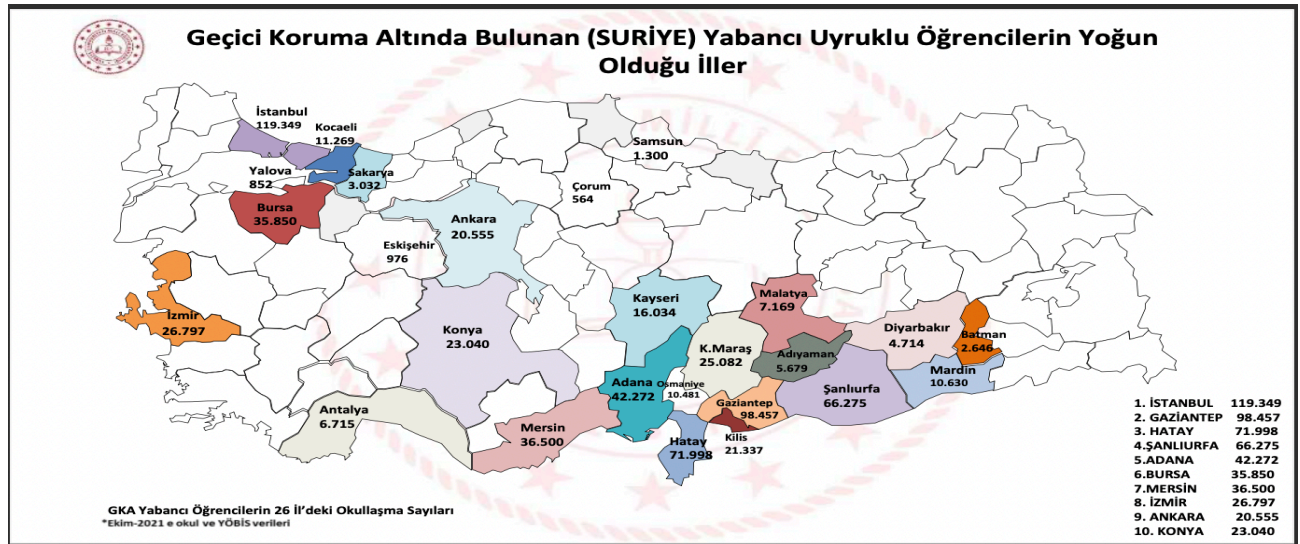 Geçici Koruma Altında Bulunan (SURİYE) Yabancı Uyruklu Öğrencilerin Yoğun
Olduğu İller
İstanbul
119.349
Kocaeli
11.269
Samsun
1.300
Yalova
852
Sakarya
3.032
Çorum
564
Bursa
35.850
Ankara
20.555
Eskişehir
976
İzmir
26.797
Konya
23.040
Kayseri
16.034
Malatya
7.169
Diyarbakır
4.714
Batman
2.646
K.Maraş
25.082
Adıyaman
5.679
Mardin
10.630
Adana
42.272
Osmaniye
10.481
Gaziantep
98.457
Şanlıurfa
66.275
Antalya
6.715
Mersin
36.500
Hatay
71.998
Kilis
21.337
1. İSTANBUL 119.349
2. GAZİANTEP 98.457
3. HATAY 71.998
4.ŞANLIURFA 66.275
5.ADANA 42.272
6.BURSA 35.850
7.MERSİN 36.500
8. İZMİR 26.797
9. ANKARA 20.555
10. KONYA 23.040
GKA Yabancı Öğrencilerin 26 İl'deki Okullaşma Sayıları
*Ekim-2021 e okul ve YÖBİS verileri